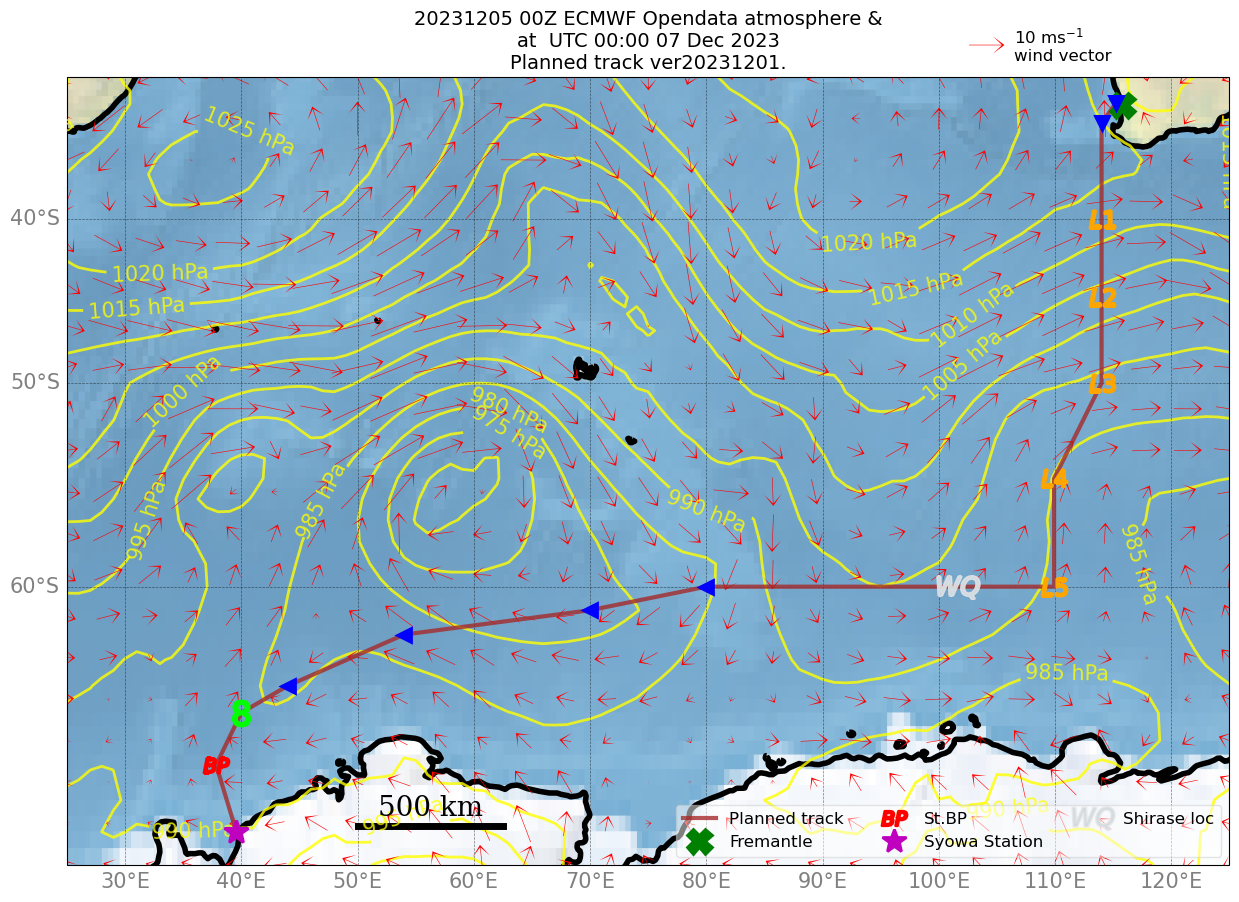 20231205 00Z ECMWF Opendata atmosphere &
at  UTC 00:00 07 Dec 2023
Planned track ver20231201.
10 ms⁻¹
wind vector
1025 hPa
40°S
L1
1020 hPa
1020 hPa
1015 hPa
L2
1015 hPa
1010 hPa
1000 hPa
1005 hPa
50°S
L3
980 hPa
975 hPa
985 hPa
L4
990 hPa
995 hPa
985 hPa
60°S
WQ
L5
985 hPa
8
BP
500 km
990 hPa
Planned track
BP
St.BP
WQ
Shirase loc
Fremantle
Syowa Station
30°E
40°E
50°E
60°E
70°E
80°E
90°E
100°E
110°E
120°E